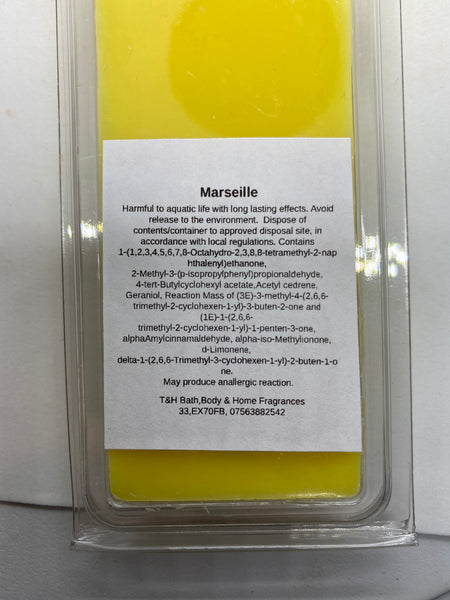 Marseille
Harmful to aquatic life with long lasting effects. Avoid
release to the environment. Dispose of
contents/container to approved disposal site, in
accordance with local regulations. Contains
1-(1,2,3,4,5,6,7,8-Octahydro-2,3,8,8-tetramethyl-2-nap
hthalenyl)ethanone,
2-Methyl-3-(p-isopropylphenyl)propionaldehyde,
4-tert-Butylcyclohexyl acetate,Acetyl cedrene,
Geraniol, Reaction Mass of (3E)-3-methyl-4-(2,6,6-
trimethyl-2-cyclohexen-1-yl)-3-buten-2-one and
(1E)-1-(2,6,6-
trimethyl-2-cyclohexen-1-yl)-1-penten-3-one,
alphaAmylcinnamaldehyde, alpha-iso-Methylionone,
d-Limonene,
delta-1-(2,6,6-Trimethyl-3-cyclohexen-1-yl)-2-buten-1-o
ne.
May produce anallergic reaction.
T&H Bath,Body & Home Fragrances
33,EX70FB, 07563882542